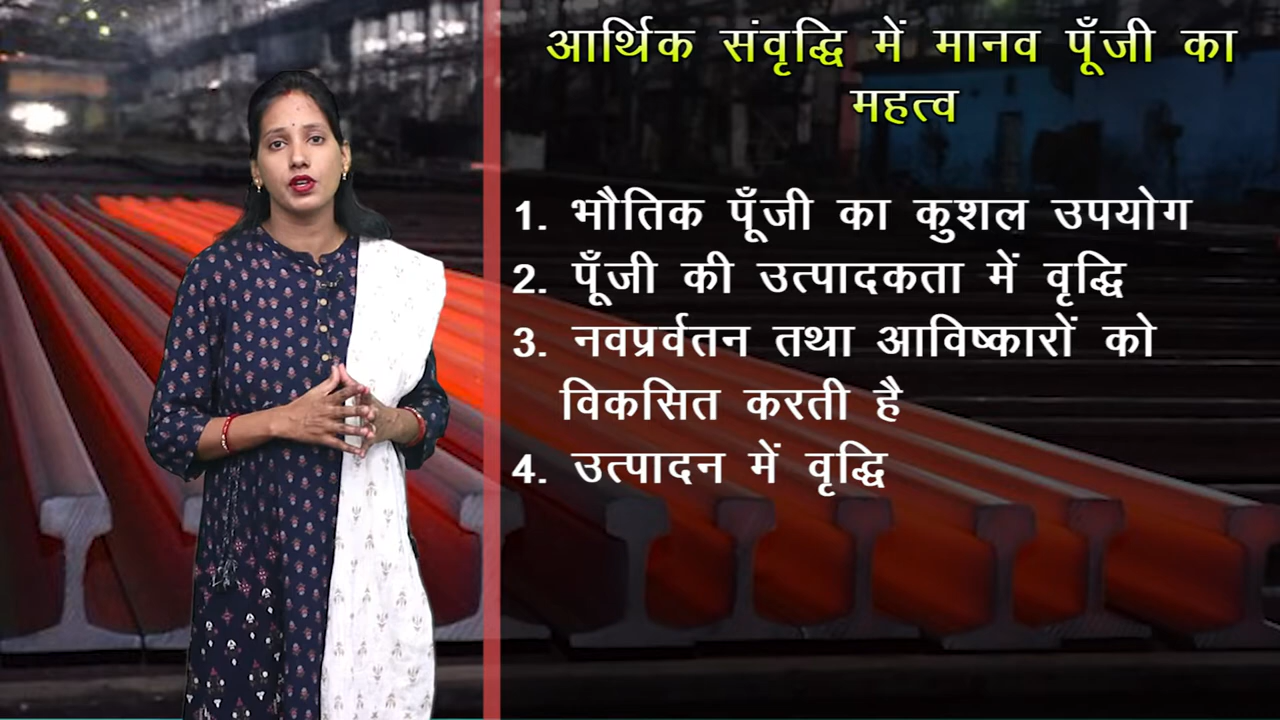 आर्थिक संवृद्धि में मानव पूँजी का
महत्व
1. भौतिक पूँजी का कुशल उपयोग
2. पूँजी की उत्पादकता में वृद्धि
3. नवप्रर्वतन तथा आविष्कारों को
विकसित करती है
4. उत्पादन में वृद्धि